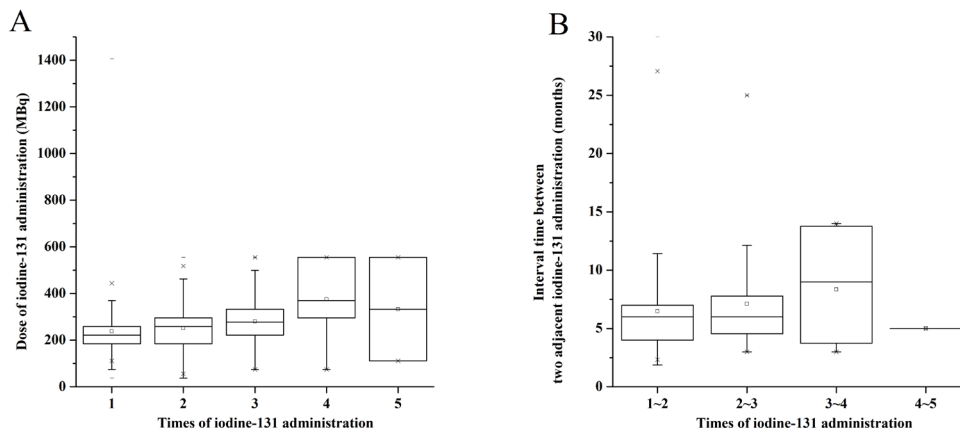 A
Dose of iodine-131 administration (MBq)
1400
1200
1000
800
600
400
200
0
1 2 3 4 5
Times of iodine-131 administration
B
Interval time between
two adjacent iodine-131 administration (months)
30
25
20
15
10
5
0
1~2 2~3 3~4 4~5
Times of iodine-131 administration